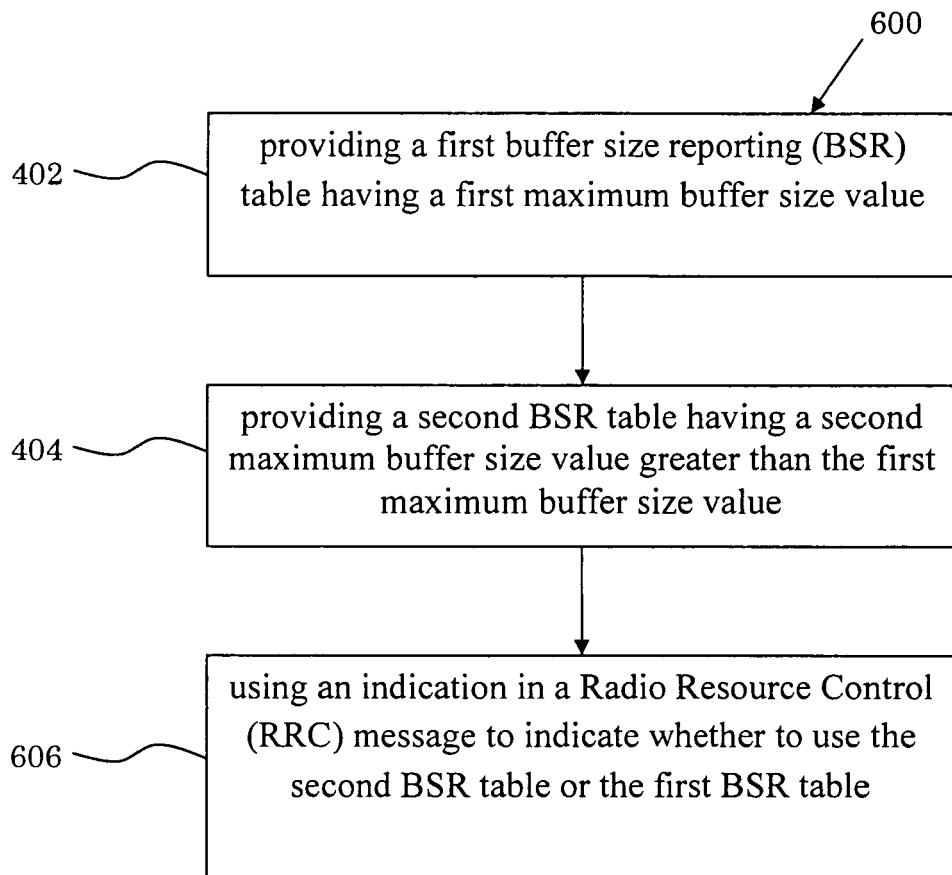 600
402
providing a first buffer size reporting (BSR)
table having a first maximum buffer size value
404
providing a second BSR table having a second
maximum buffer size value greater than the first
maximum buffer size value
606
using an indication in a Radio Resource Control
(RRC) message to indicate whether to use the
second BSR table or the first BSR table